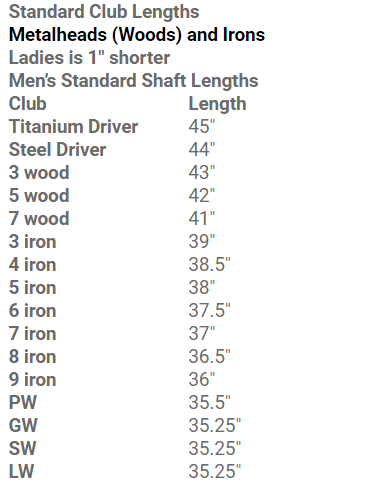 Standard Club Lengths
Metalheads (Woods) and Irons
Ladies is 1" shorter
Men’s Standard Shaft Lengths
Club Length
Titanium Driver 45"
Steel Driver 44"
3 wood 43"
5 wood 42"
7 wood 41"
3 iron 39"
4 iron 38.5"
5 iron 38"
6 iron 37.5"
7 iron 37"
8 iron 36.5"
9 iron 36"
PW 35.5"
GW 35.25"
SW 35.25"
LW 35.25"